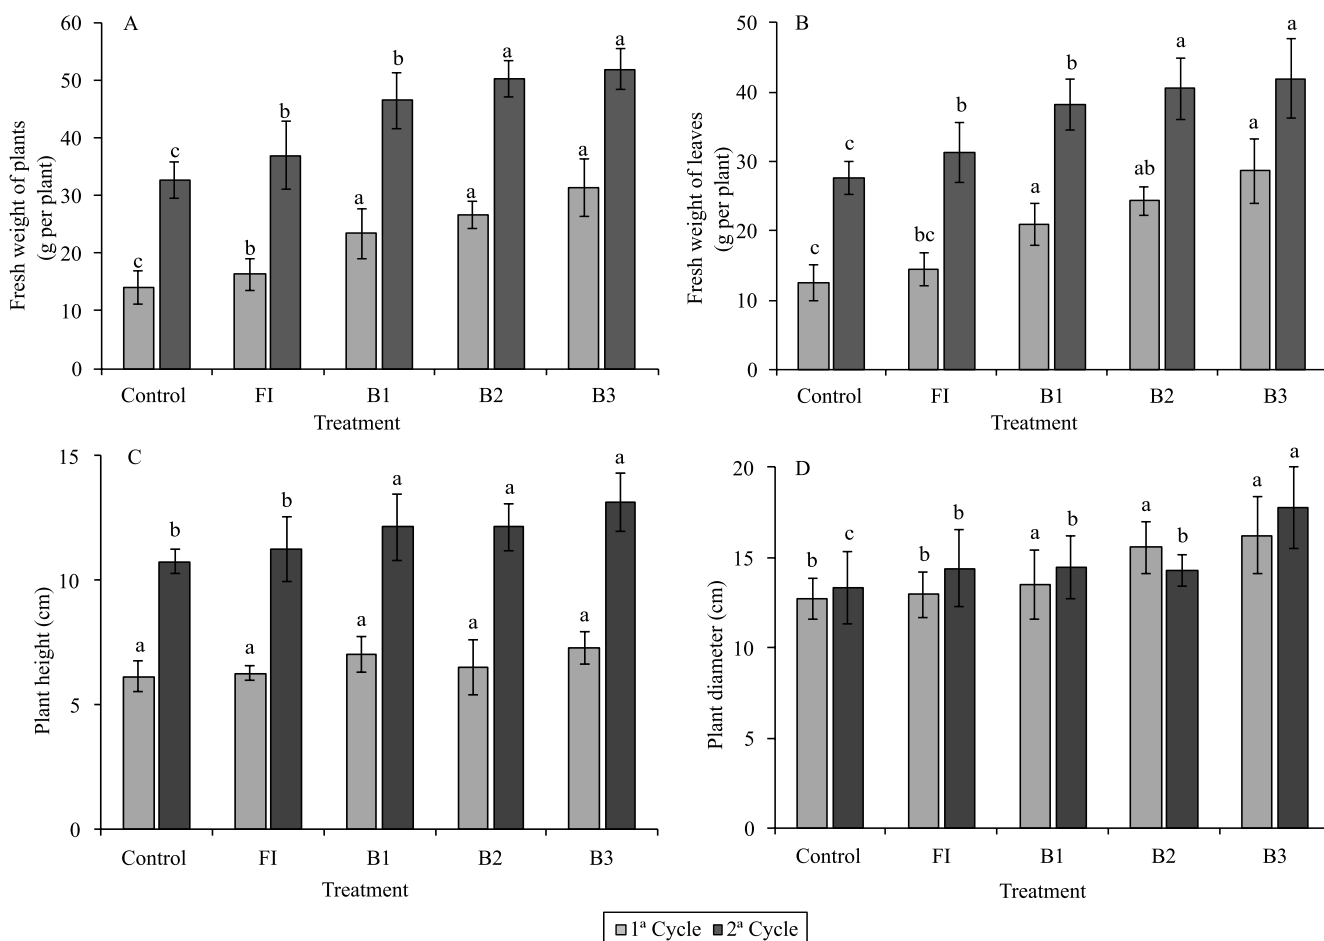 A
Fresh weight of plants
(g per plant)
60
50
40
30
20
10
0
c
c
b
b
a
b
a
a
a
a
Control FI B1 B2 B3
Treatment
B
Fresh weight of leaves
(g per plant)
50
40
30
20
10
0
c
c
bc
b
a
b
ab
a
a
a
Control FI B1 B2 B3
Treatment
C
Plant height (cm)
15
10
5
0
a
b
a
b
a
a
a
a
a
a
Control FI B1 B2 B3
Treatment
D
Plant diameter (cm)
20
15
10
5
0
b
c
b
b
a
b
a
b
a
a
Control FI B1 B2 B3
Treatment
1ª Cycle 2ª Cycle